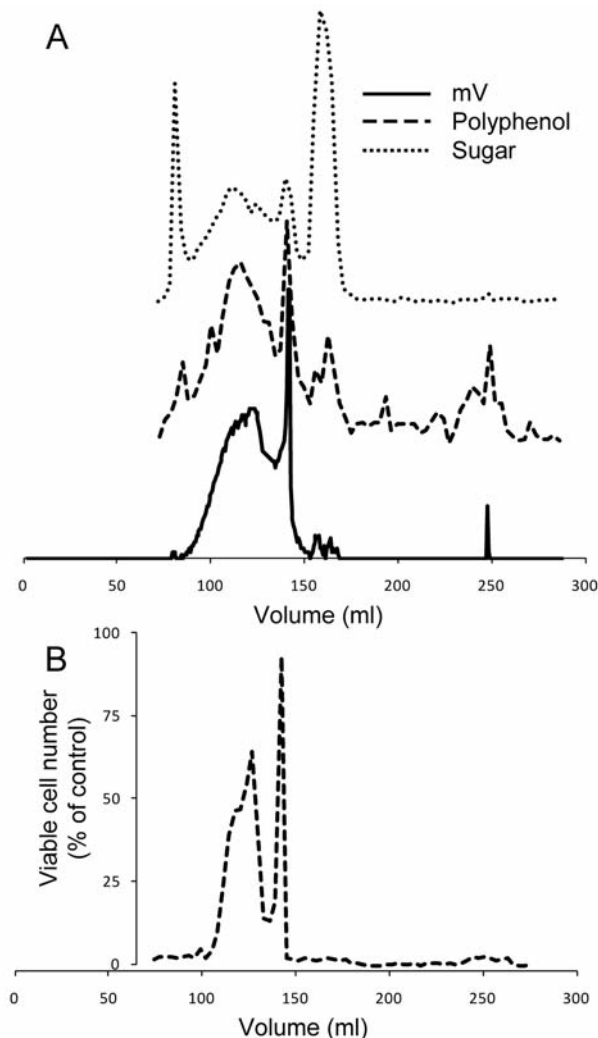 A
mV
Polyphenol
Sugar
0 50 100 150 200 250 300
Volume (ml)
B
100
75
50
25
0
Viable cell number
(% of control)
0 50 100 150 200 250 300
Volume (ml)